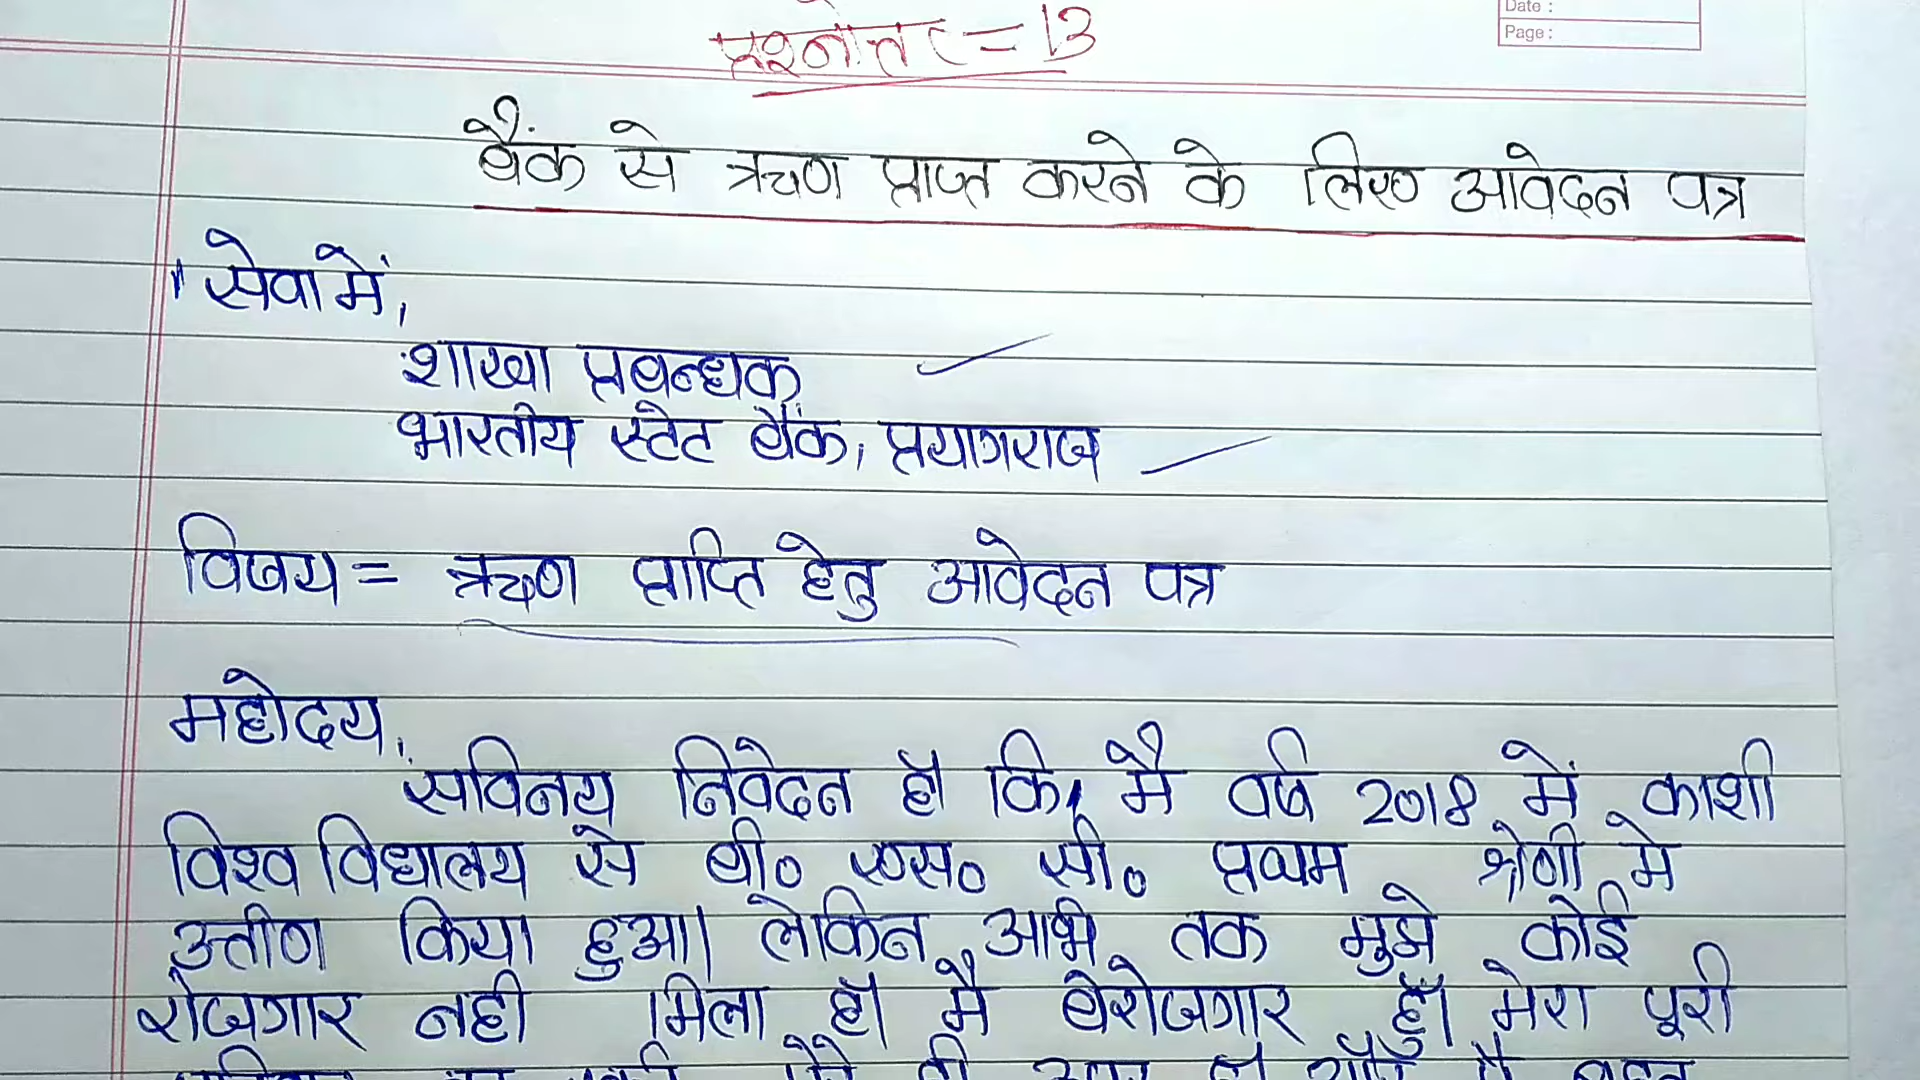 Date :
Page :
प्रश्नोत्तर = 13
बैंक से ऋण प्राप्त करने के लिए आवेदन पत्र
सेवा में,
शाखा प्रबन्धक
भारतीय स्टेट बैंक, प्रयागराज
विषय = ऋण प्राप्ति हेतु आवेदन पत्र
महोदय,
सविनय निवेदन है कि, मै वर्ष 2018 में काशी
विश्व विद्यालय से बी० एस० सी० प्रथम श्रेणी मे
उत्तीण किया हुआ। लेकिन अभी तक मुझे कोई
रोजगार नही मिला है। मै बेरोजगार हूँ। मेरा पूरी